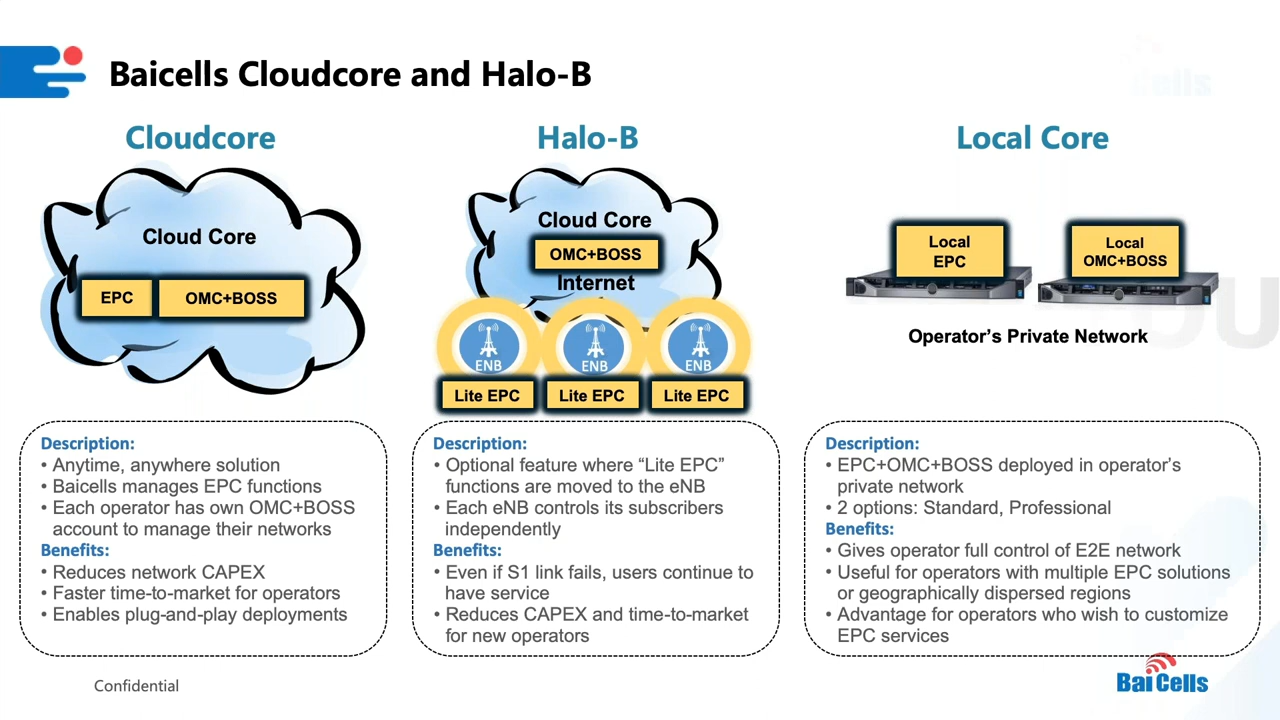 Baicells Cloudcore and Halo-B
Cloudcore
Cloud Core
EPC
OMC+BOSS
Description:
• Anytime, anywhere solution
• Baicells manages EPC functions
• Each operator has own OMC+BOSS
account to manage their networks
Benefits:
• Reduces network CAPEX
• Faster time-to-market for operators
• Enables plug-and-play deployments
Halo-B
Cloud Core
OMC+BOSS
Internet
ENB
ENB
ENB
Lite EPC
Lite EPC
Lite EPC
Description:
• Optional feature where “Lite EPC”
functions are moved to the eNB
• Each eNB controls its subscribers
independently
Benefits:
• Even if S1 link fails, users continue to
have service
• Reduces CAPEX and time-to-market
for new operators
Local Core
Local
EPC
Local
OMC+BOSS
Operator’s Private Network
Description:
• EPC+OMC+BOSS deployed in operator’s
private network
• 2 options: Standard, Professional
Benefits:
• Gives operator full control of E2E network
• Useful for operators with multiple EPC solutions
or geographically dispersed regions
• Advantage for operators who wish to customize
EPC services
Confidential
BaiCells